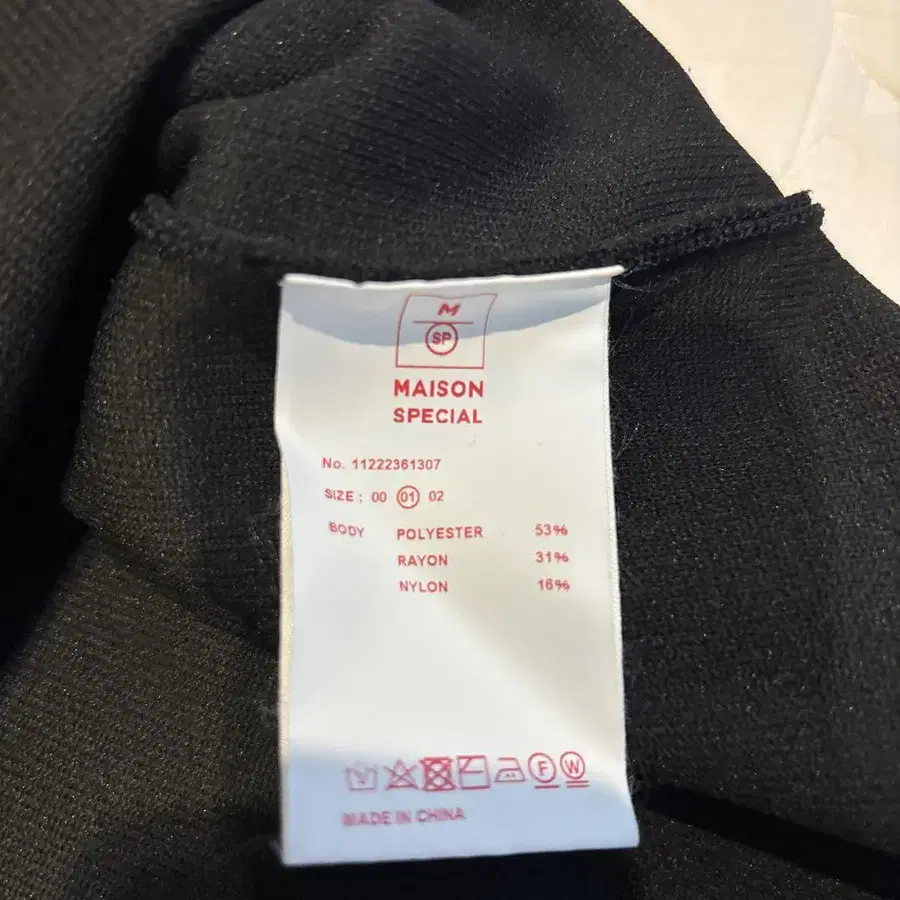 M
SP
MAISON
SPECIAL
No. 11222361307
SIZE : 00 01 02
BODY POLYESTER 53%
RAYON 31%
NYLON 16%
F W
MADE IN CHINA